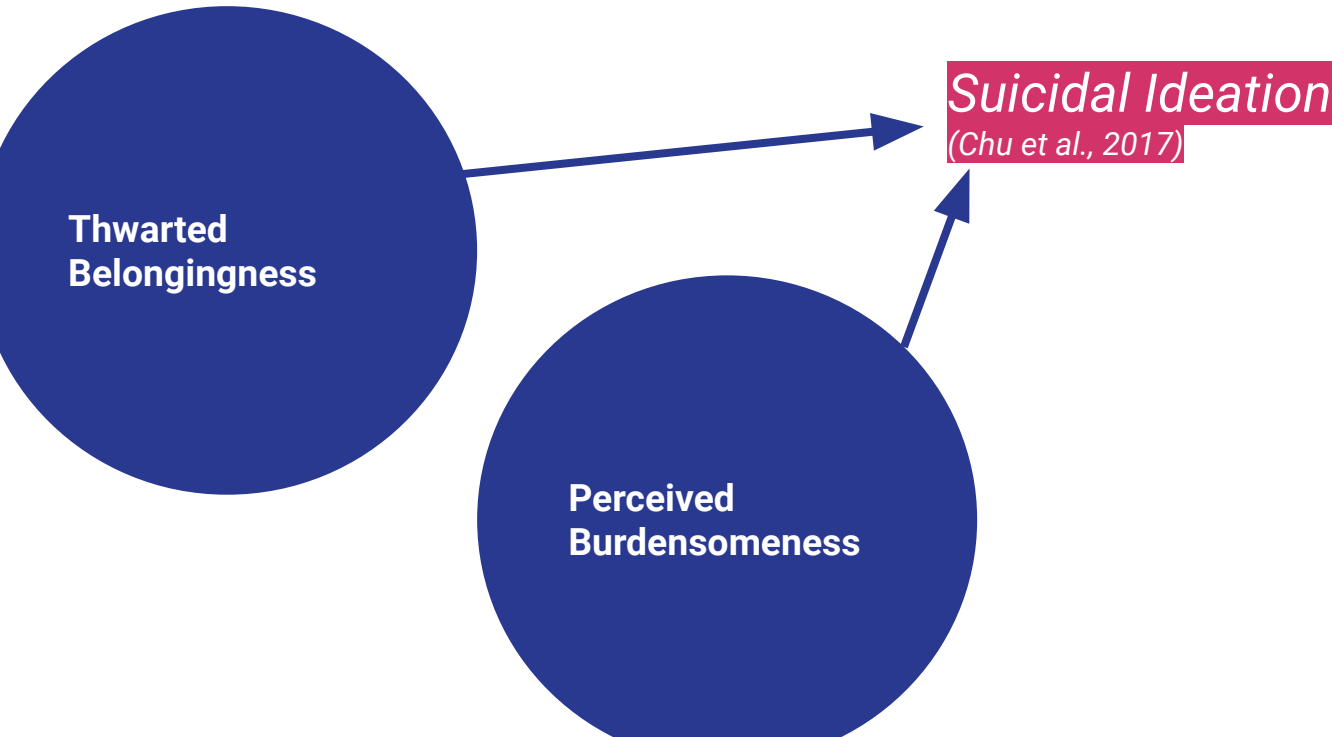 Suicidal Ideation
(Chu et al., 2017)
Thwarted
Belongingness
Perceived
Burdensomeness